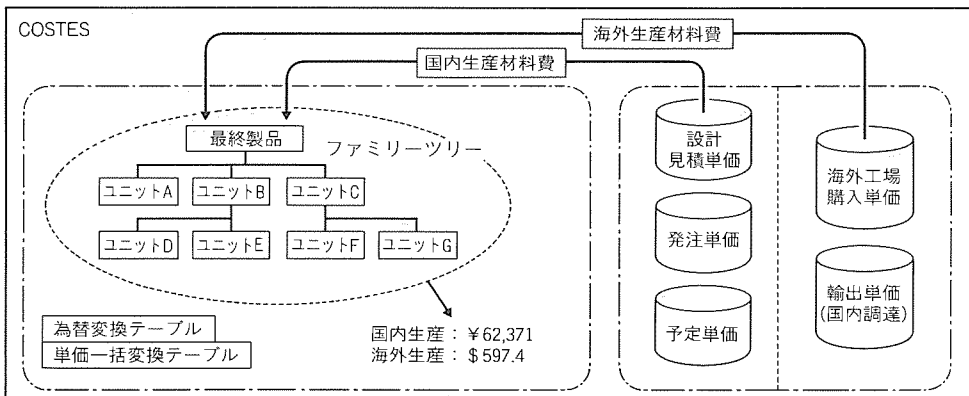 COSTES
海外生産材料費
国内生産材料費
最終製品
ファミリーツリー
ユニットA
ユニットB
ユニットC
ユニットD
ユニットE
ユニットF
ユニットG
為替変換テーブル
単価一括変換テーブル
国内生産：￥62,371
海外生産：＄597.4
設計
見積単価
発注単価
予定単価
海外工場
購入単価
輸出単価
(国内調達)